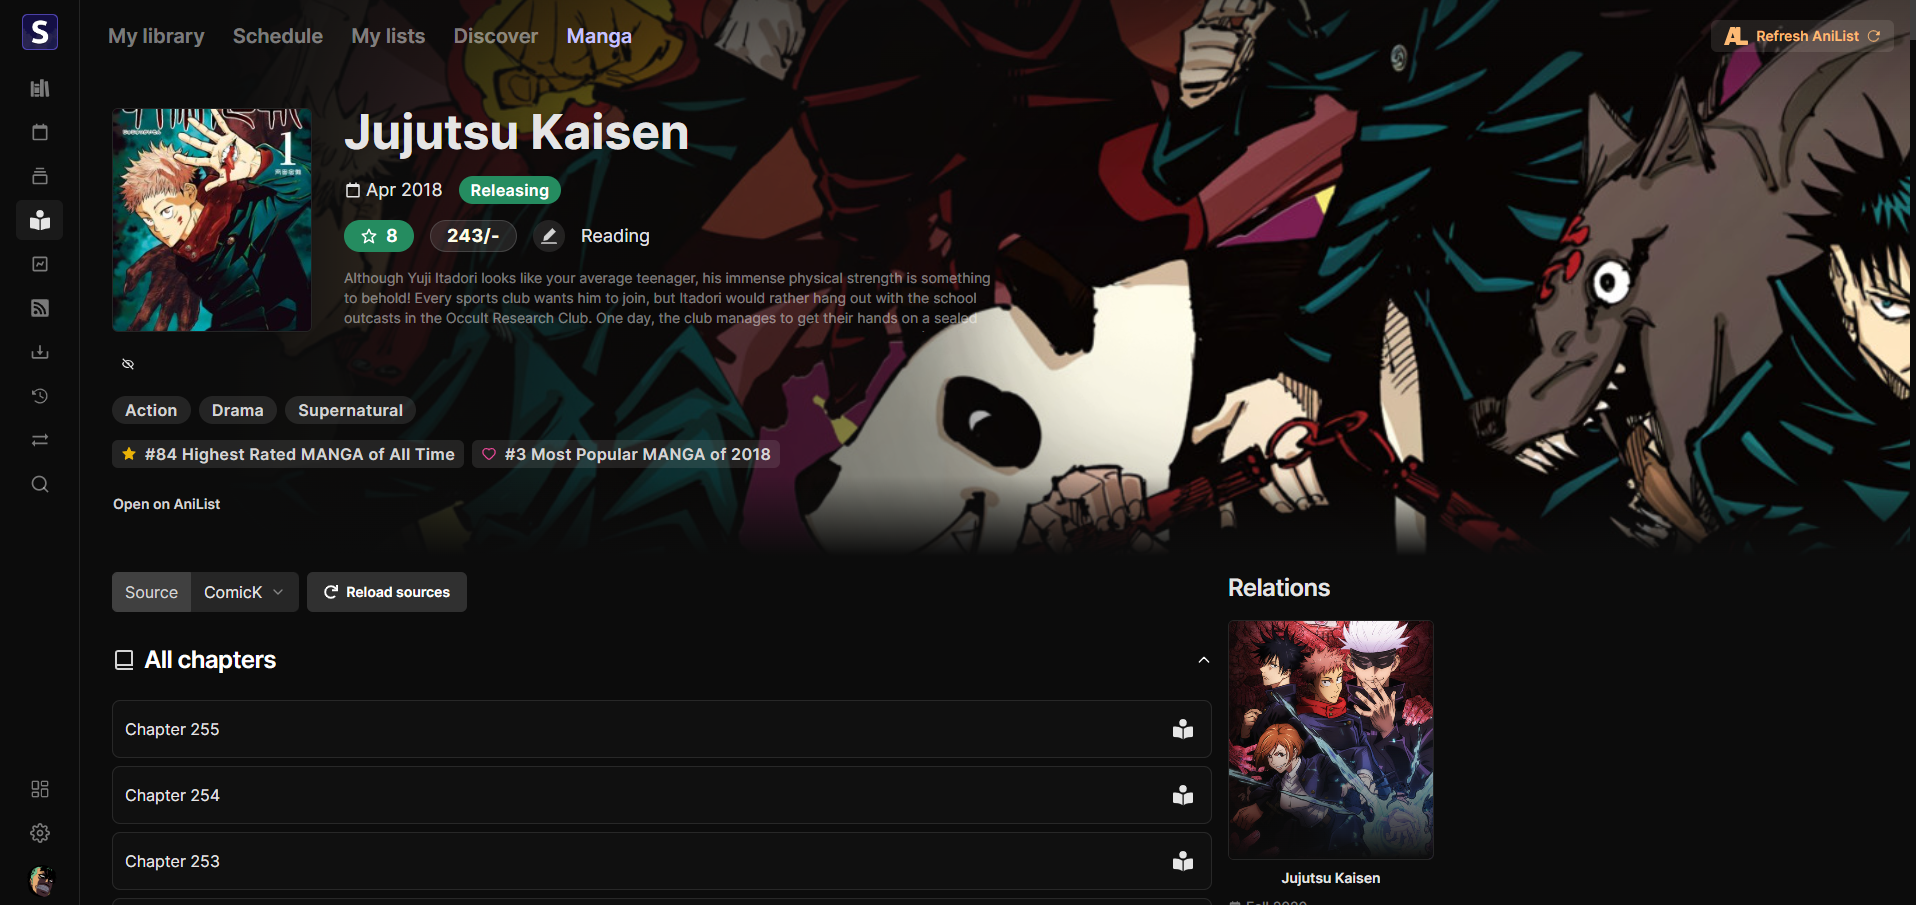 S
My library Schedule My lists Discover Manga
AL Refresh AniList
1
Jujutsu Kaisen
Apr 2018 Releasing
8 243/- Reading
Although Yuji Itadori looks like your average teenager, his immense physical strength is something
to behold! Every sports club wants him to join, but Itadori would rather hang out with the school
outcasts in the Occult Research Club. One day, the club manages to get their hands on a sealed
Action Drama Supernatural
#84 Highest Rated MANGA of All Time #3 Most Popular MANGA of 2018
Open on AniList
Source ComicK Reload sources
All chapters
Chapter 255
Chapter 254
Chapter 253
Relations
Jujutsu Kaisen
Fall 2020